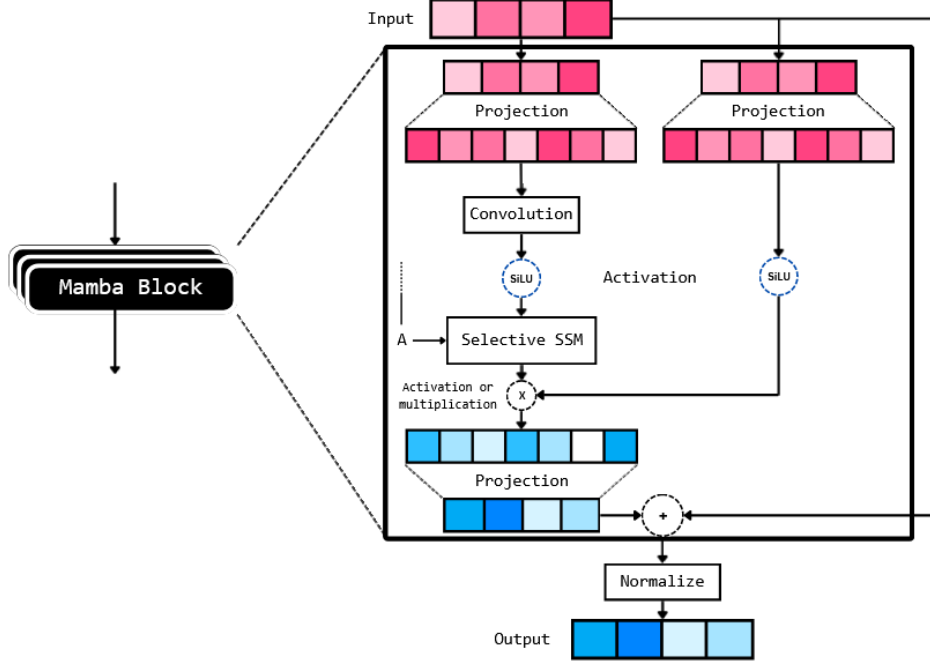 Input
Projection
Projection
Convolution
Mamba Block
SiLU
Activation
SiLU
A
Selective SSM
Activation or
multiplication
X
Projection
+
Normalize
Output